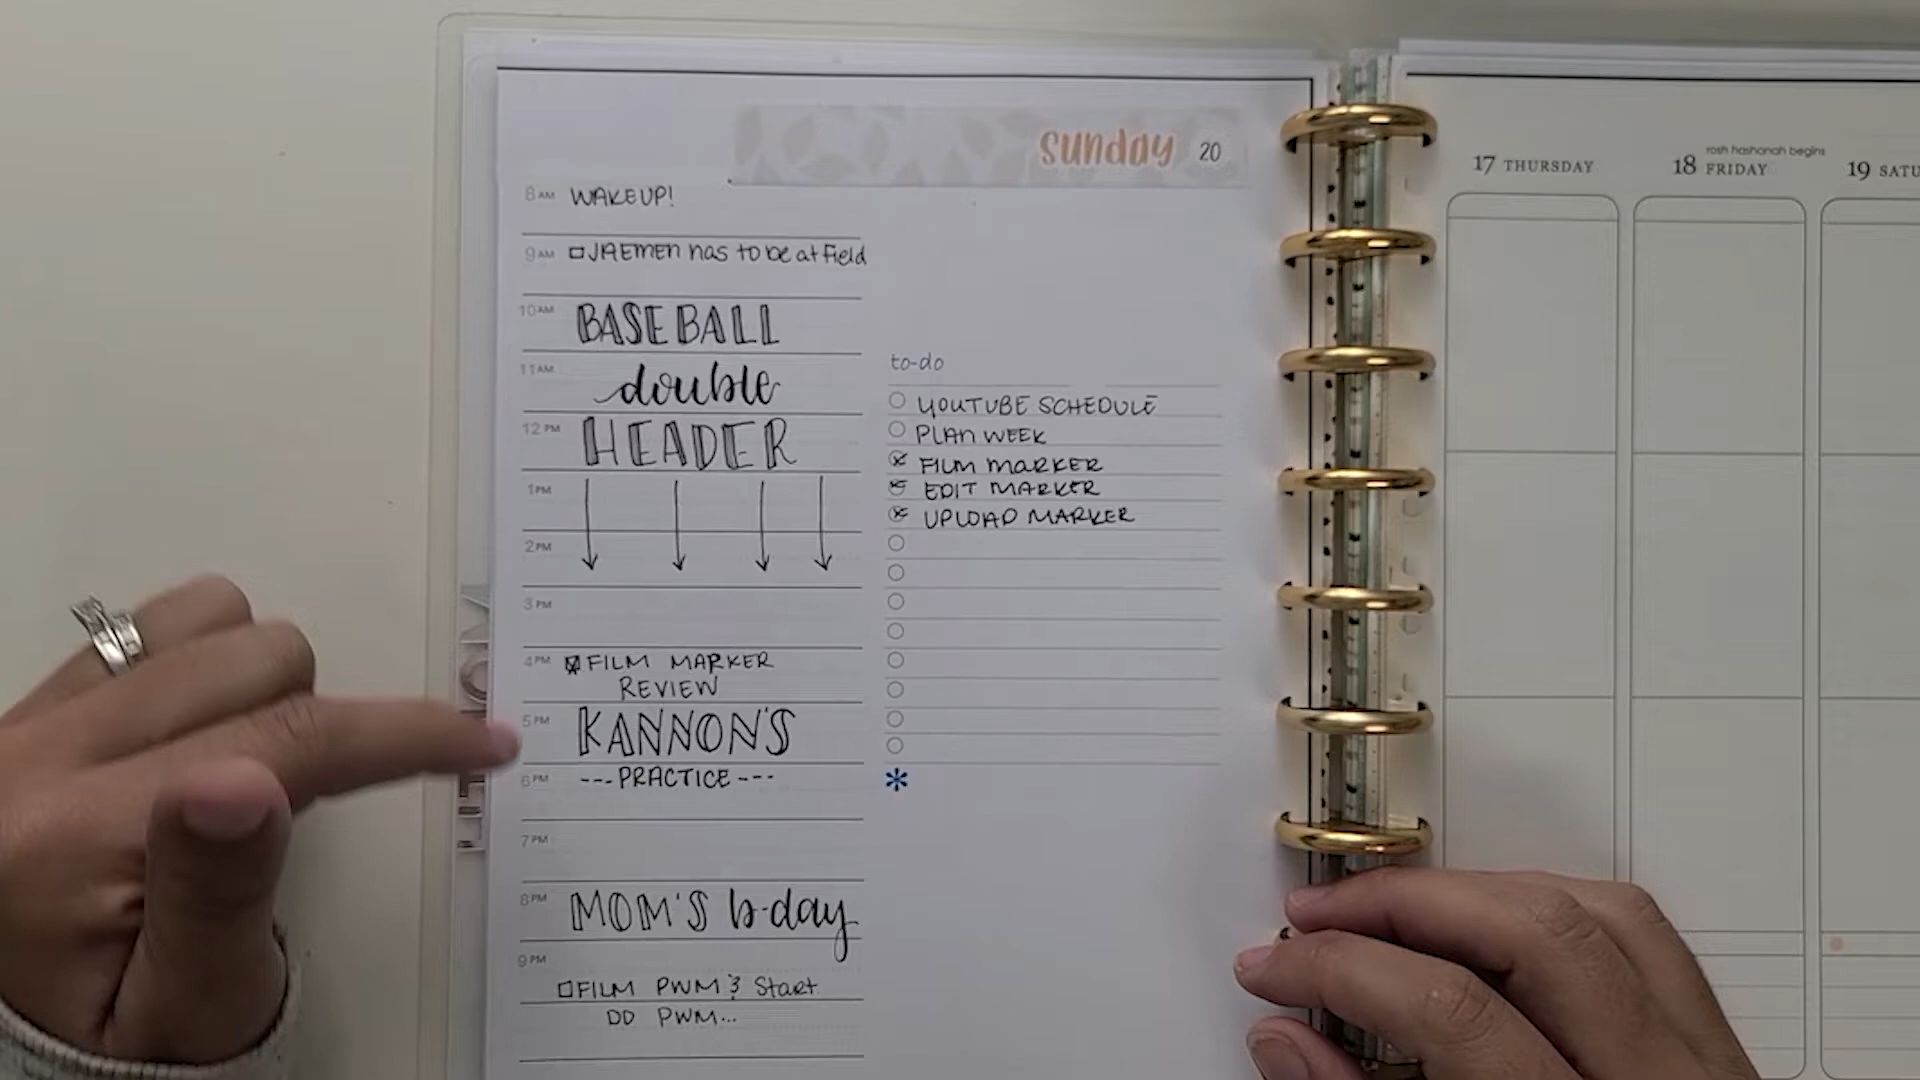 sunday 20
8 AM WAKEUP!
9 AM JAEMEN has to be at Field
10 AM BASEBALL
11 AM double
12 PM HEADER
1 PM
2 PM
3 PM
4 PM FILM MARKER
REVIEW
5 PM KANNON'S
6 PM ---PRACTICE---
7 PM
8 PM MOM'S b-day
9 PM
FILM PWM & Start
DD PWM...
to-do
YOUTUBE SCHEDULE
PLAN WEEK
FILM MARKER
EDIT MARKER
UPLOAD MARKER
*
17 THURSDAY
rosh hashanah begins
18 FRIDAY
19 SATU